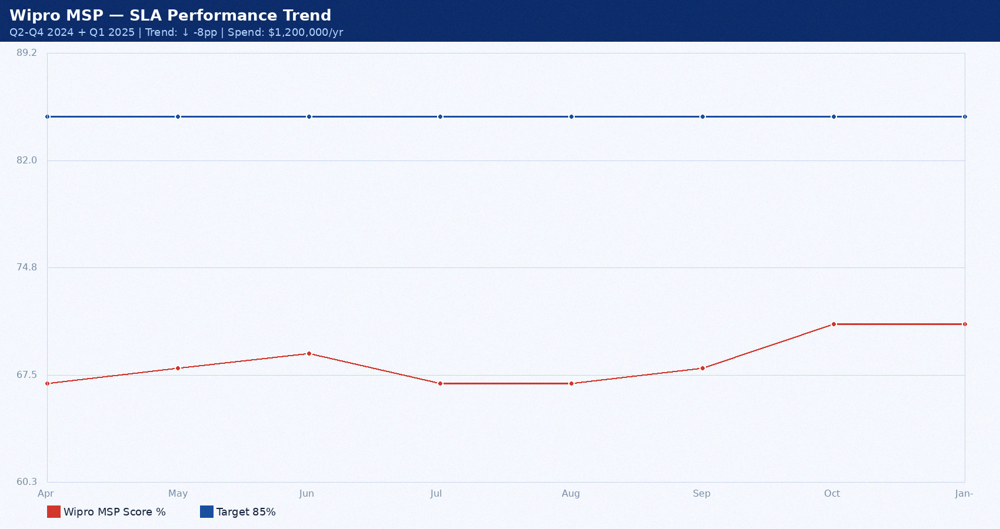 Wipro MSP — SLA Performance Trend
Q2-Q4 2024 + Q1 2025 | Trend: ↓ -8pp | Spend: $1,200,000/yr
89.2
82.0
74.8
67.5
60.3
Apr May Jun Jul Aug Sep Oct Jan-
Wipro MSP Score % Target 85%